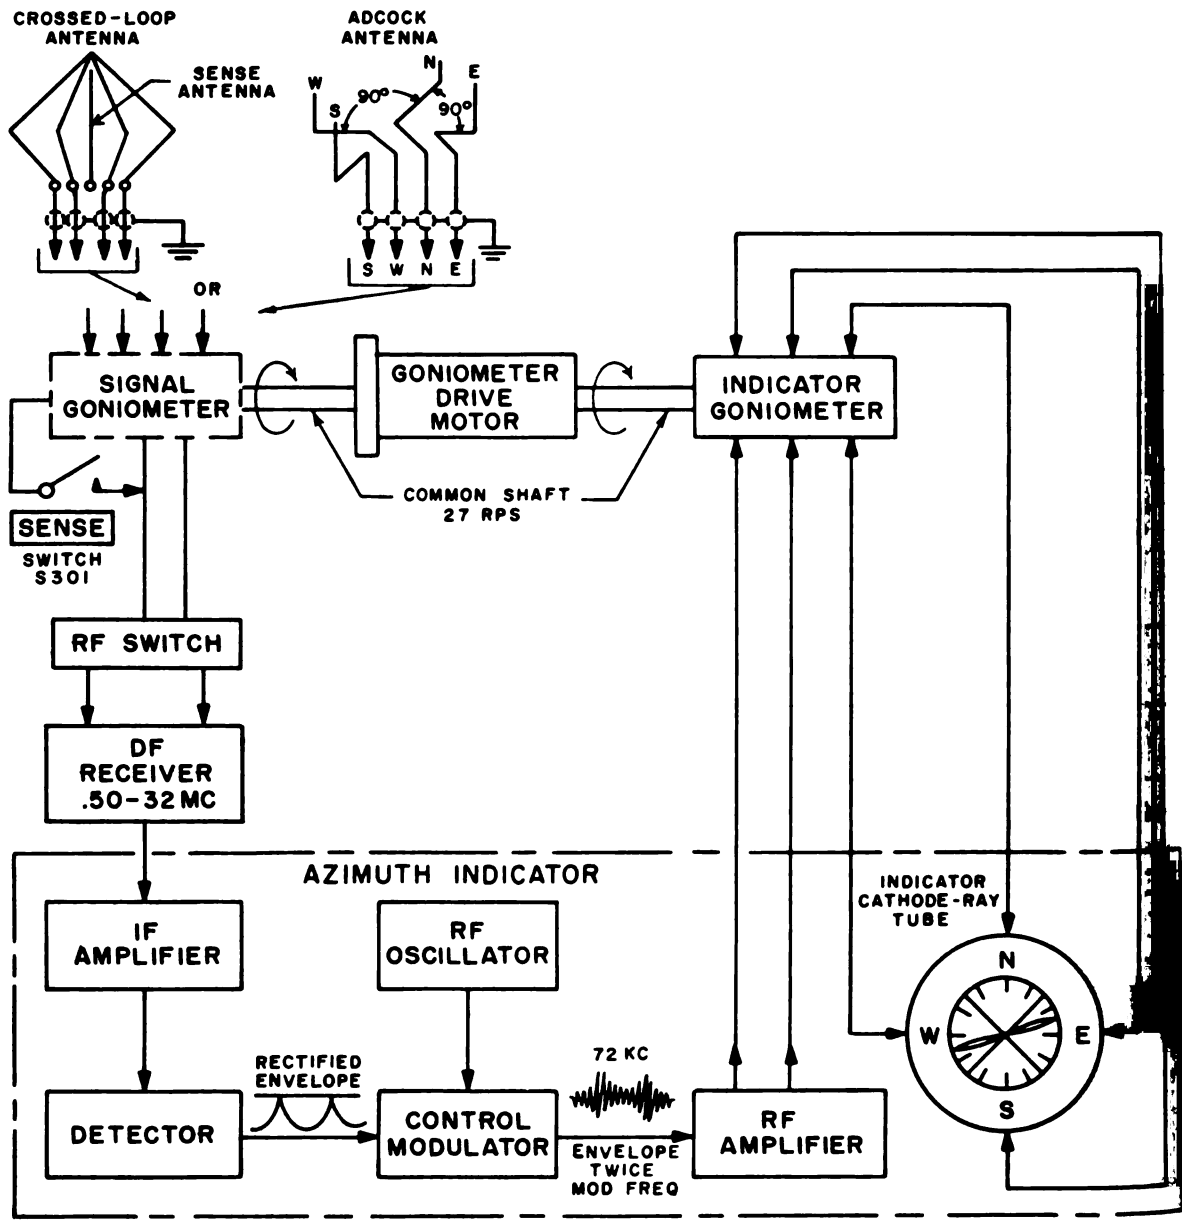 CROSSED-LOOP
ANTENNA
SENSE
ANTENNA
ADCOCK
ANTENNA
W
S
90°
N
90°
E
S W N E
OR
SIGNAL
GONIOMETER
GONIOMETER
DRIVE
MOTOR
INDICATOR
GONIOMETER
COMMON SHAFT
27 RPS
SENSE
SWITCH
S301
RF SWITCH
DF
RECEIVER
.50-32MC
AZIMUTH INDICATOR
IF
AMPLIFIER
RF
OSCILLATOR
INDICATOR
CATHODE-RAY
TUBE
N
W
E
S
DETECTOR
RECTIFIED
ENVELOPE
CONTROL
MODULATOR
72 KC
ENVELOPE
TWICE
MOD FREQ
RF
AMPLIFIER